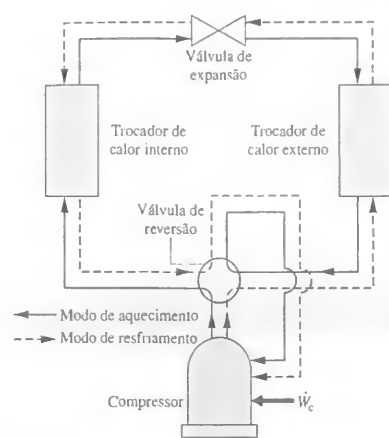 Válvula de
expansão
Trocador de
calor interno
Trocador de
calor externo
Válvula de
reversão
Modo de aquecimento
Modo de resfriamento
Compressor
Ẇc